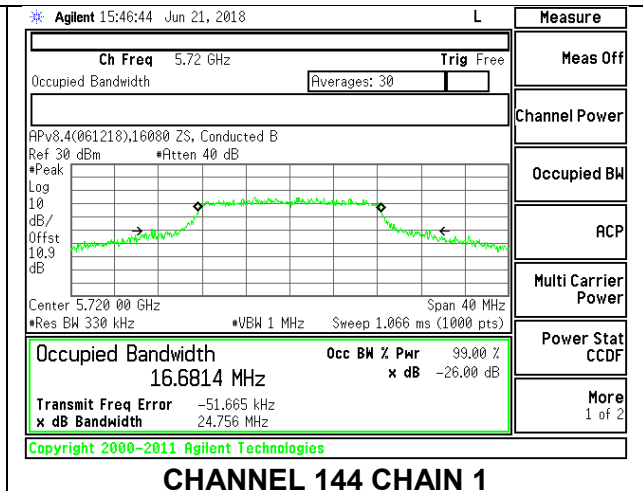 Agilent 15:46:44 Jun 21, 2018 L
Measure
Ch Freq 5.72 GHz Trig Free
Occupied Bandwidth Averages: 30
Meas Off
Channel Power
Occupied BW
ACP
Multi Carrier
Power
Power Stat
CCDF
More
1 of 2
APv8.4(061218),16080 ZS, Conducted B
Ref 30 dBm #Atten 40 dB
#Peak
Log
10
dB/
Offst
10.9
dB
Center 5.720 00 GHz Span 40 MHz
#Res BW 330 kHz #VBW 1 MHz Sweep 1.066 ms (1000 pts)
Occupied Bandwidth Occ BW % Pwr 99.00 %
16.6814 MHz x dB -26.00 dB
Transmit Freq Error -51.665 kHz
x dB Bandwidth 24.756 MHz
Copyright 2000-2011 Agilent Technologies
CHANNEL 144 CHAIN 1